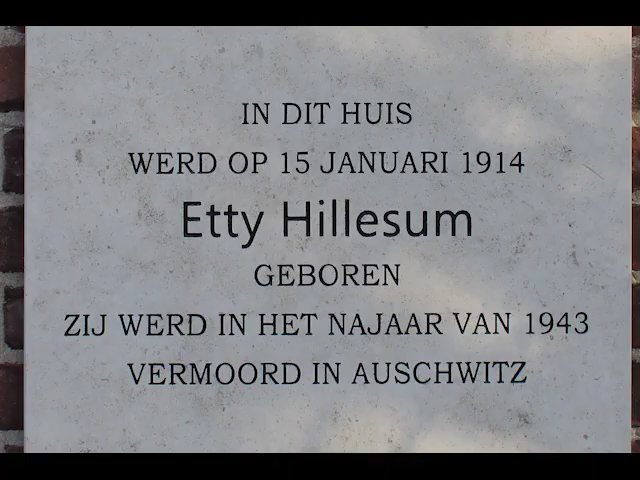 IN DIT HUIS
WERD OP 15 JANUARI 1914
Etty Hillesum
GEBOREN
ZIJ WERD IN HET NAJAAR VAN 1943
VERMOORD IN AUSCHWITZ